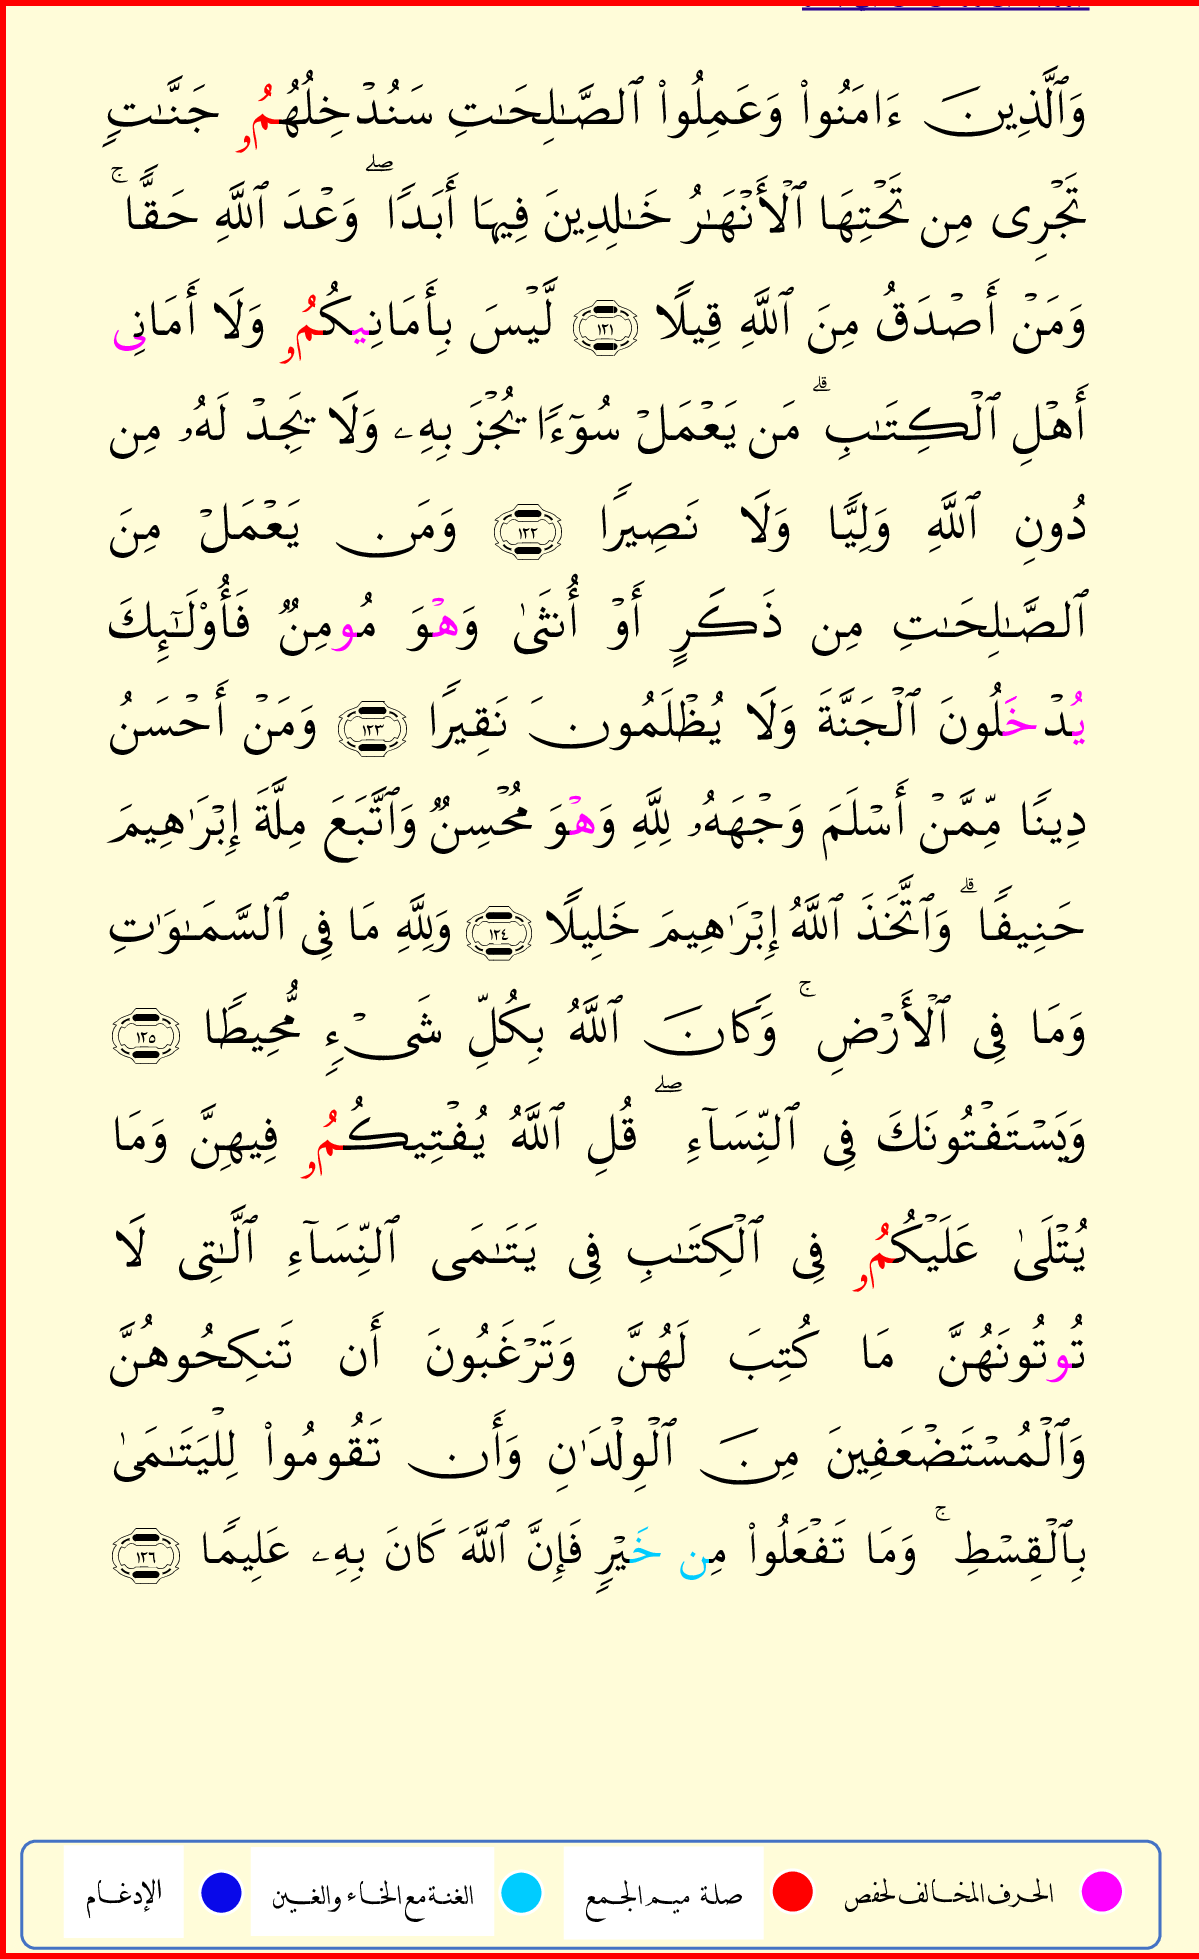 وَٱلَّذِينَ ءَامَنُوا۟ وَعَمِلُوا۟ ٱلصَّـٰلِحَـٰتِ سَنُدْخِلُهُمُۥ جَنَّـٰتٍ
تَجْرِى مِن تَحْتِهَا ٱلْأَنْهَـٰرُ خَـٰلِدِينَ فِيهَا أَبَدًا ۖ وَعْدَ ٱللَّهِ حَقًّا ۚ
وَمَنْ أَصْدَقُ مِنَ ٱللَّهِ قِيلًا ١٢١ لَّيْسَ بِأَمَانِيكُمُۥ وَلَا أَمَانِى
أَهْلِ ٱلْكِتَـٰبِ ۗ مَن يَعْمَلْ سُوٓءًا يُجْزَ بِهِۦ وَلَا يَجِدْ لَهُۥ مِن
دُونِ ٱللَّهِ وَلِيًّا وَلَا نَصِيرًا ١٢٢ وَمَن يَعْمَلْ مِنَ
ٱلصَّـٰلِحَـٰتِ مِن ذَكَرٍ أَوْ أُنثَىٰ وَهْوَ مُومِنٌ فَأُو۟لَـٰٓئِكَ
يُدْخَلُونَ ٱلْجَنَّةَ وَلَا يُظْلَمُونَ نَقِيرًا ١٢٣ وَمَنْ أَحْسَنُ
دِينًا مِّمَّنْ أَسْلَمَ وَجْهَهُۥ لِلَّهِ وَهْوَ مُحْسِنٌ وَٱتَّبَعَ مِلَّةَ إِبْرَٰهِيمَ
حَنِيفًا ۗ وَٱتَّخَذَ ٱللَّهُ إِبْرَٰهِيمَ خَلِيلًا ١٢٤ وَلِلَّهِ مَا فِى ٱلسَّمَـٰوَٰتِ
وَمَا فِى ٱلْأَرْضِ ۚ وَكَانَ ٱللَّهُ بِكُلِّ شَىْءٍ مُّحِيطًا ١٢٥
وَيَسْتَفْتُونَكَ فِى ٱلنِّسَآءِ ۖ قُلِ ٱللَّهُ يُفْتِيكُمُۥ فِيهِنَّ وَمَا
يُتْلَىٰ عَلَيْكُمُۥ فِى ٱلْكِتَـٰبِ فِى يَتَـٰمَى ٱلنِّسَآءِ ٱلَّـٰتِى لَا
تُوتُونَهُنَّ مَا كُتِبَ لَهُنَّ وَتَرْغَبُونَ أَن تَنكِحُوهُنَّ
وَٱلْمُسْتَضْعَفِينَ مِنَ ٱلْوِلْدَٰنِ وَأَن تَقُومُوا۟ لِلْيَتَـٰمَىٰ
بِٱلْقِسْطِ ۚ وَمَا تَفْعَلُوا۟ مِن خَيْرٍ فَإِنَّ ٱللَّهَ كَانَ بِهِۦ عَلِيمًا ١٢٦
الحرف المخالف لحفص صلة ميم الجمع الغنة مع الخاء والغين الإدغام